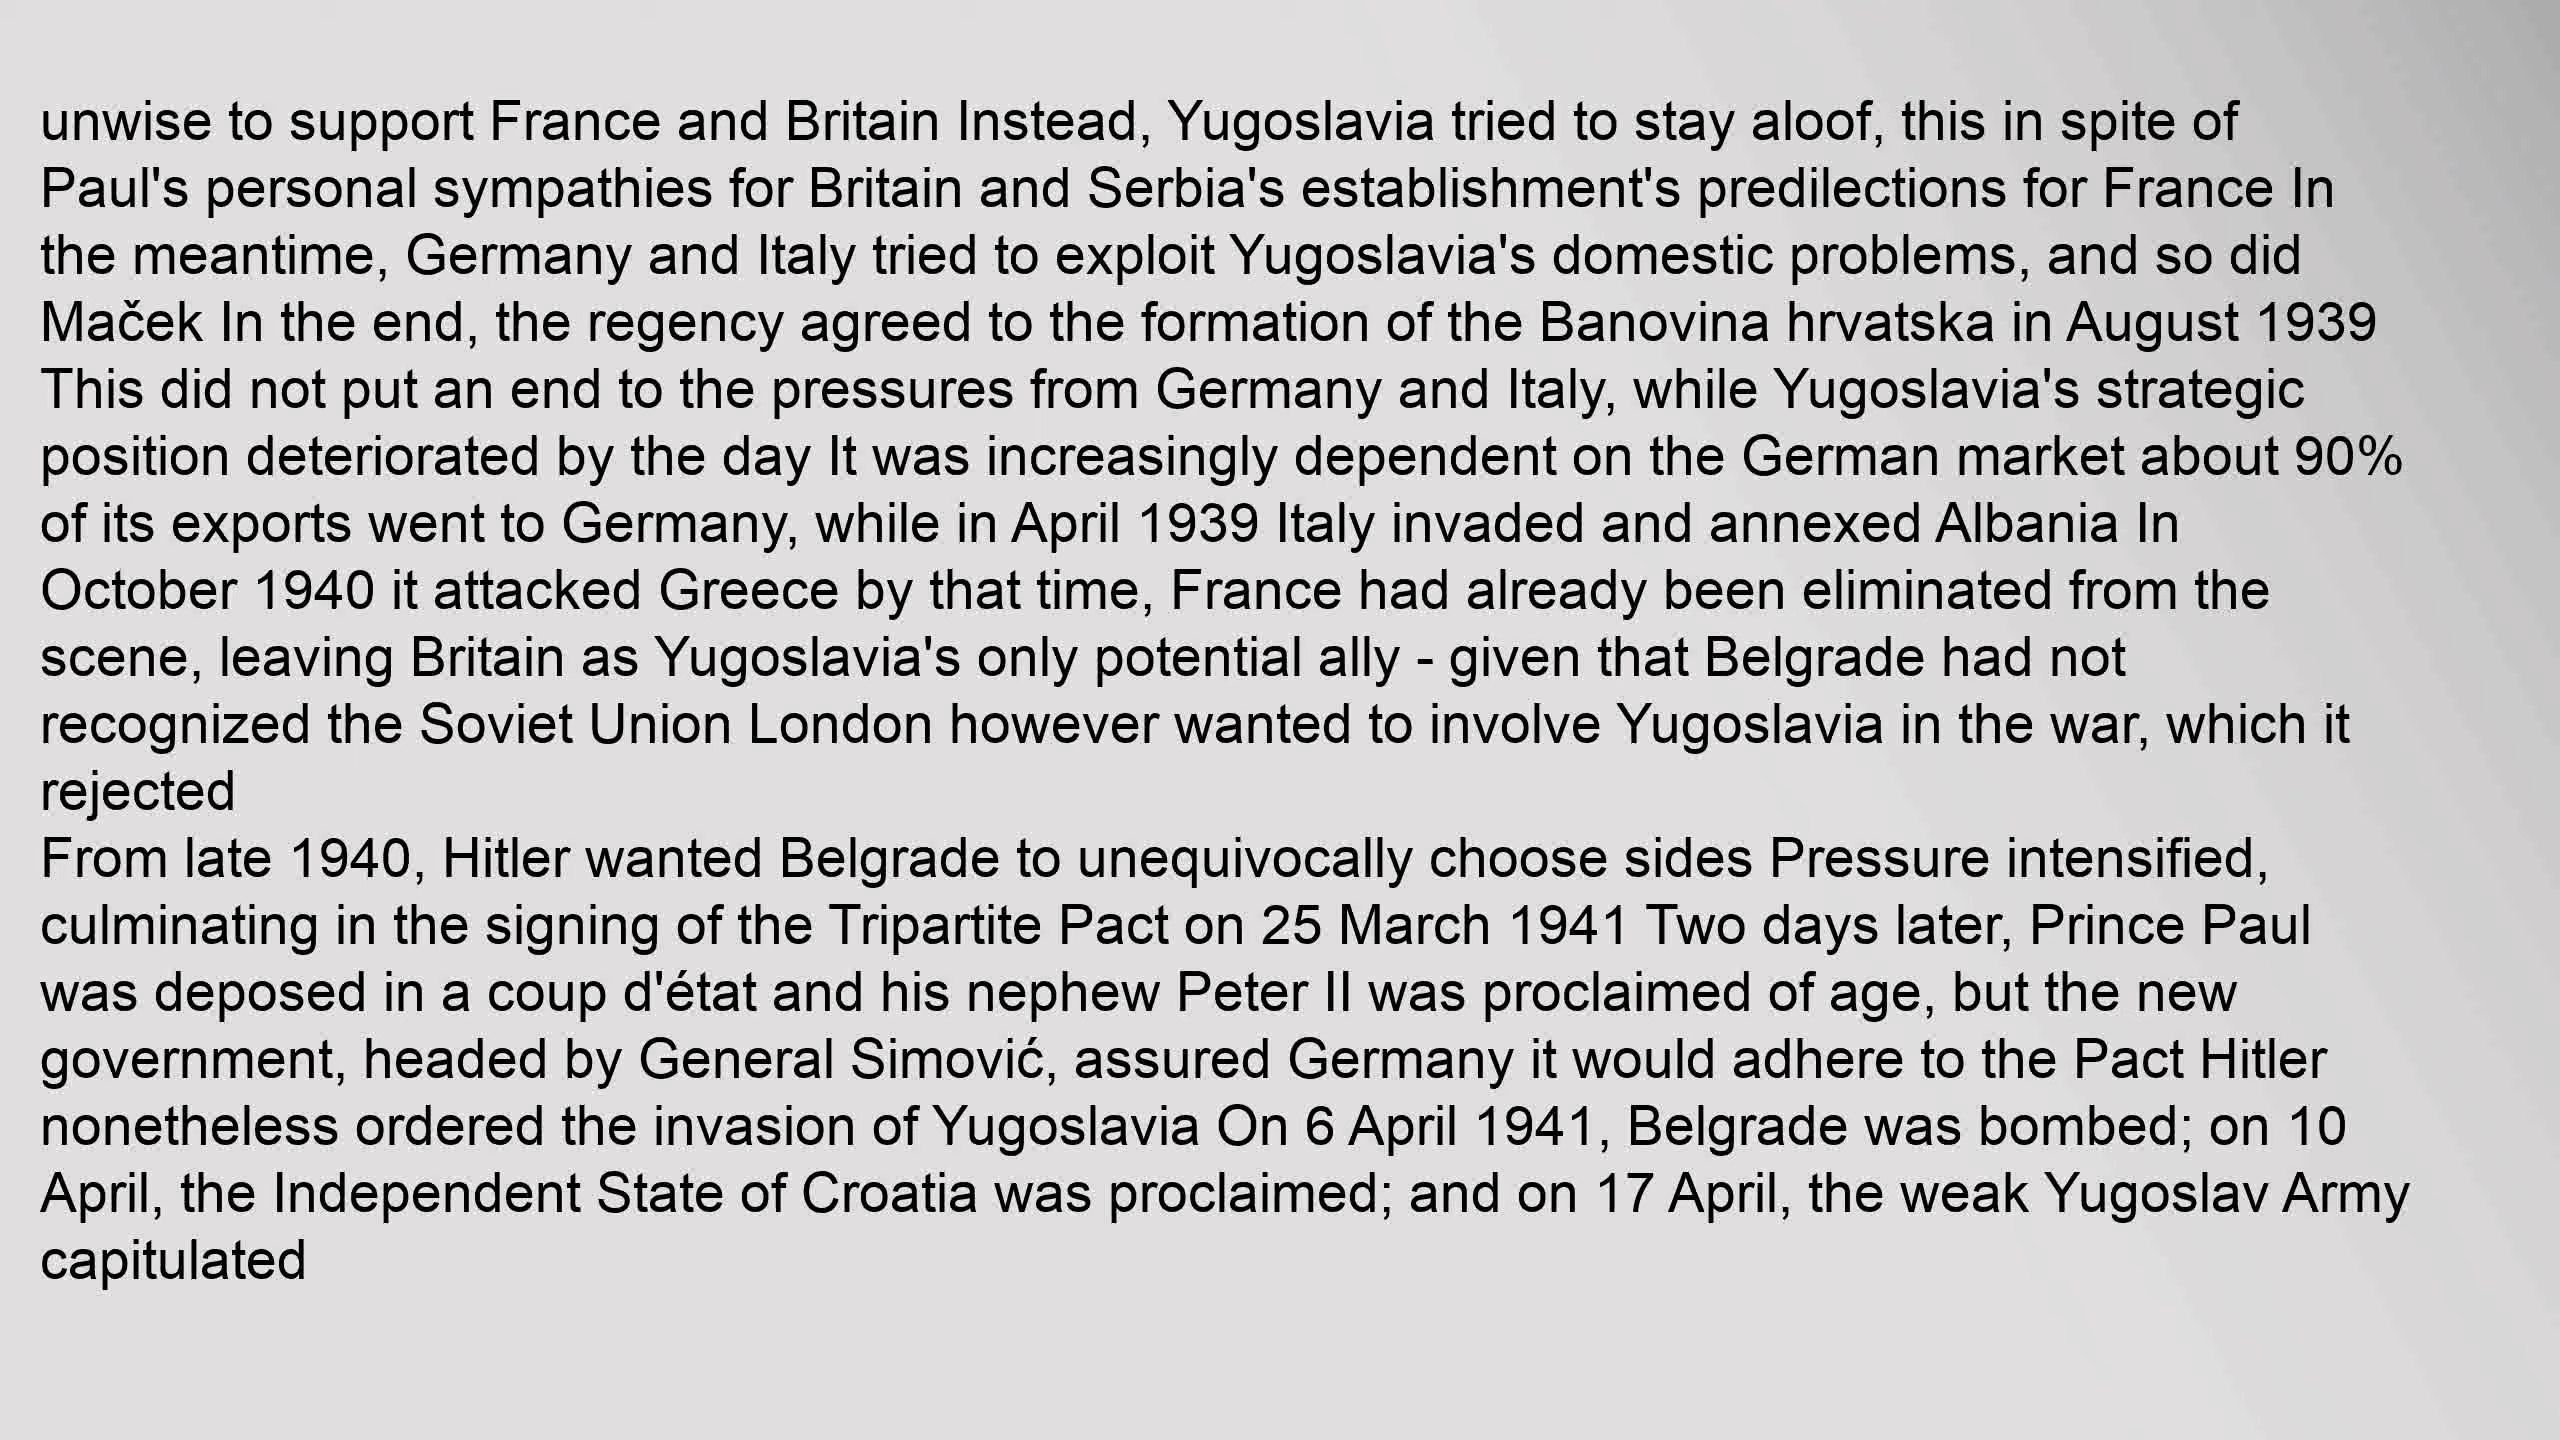 unwise to support France and Britain Instead, Yugoslavia tried to stay aloof, this in spite of
Paul's personal sympathies for Britain and Serbia's establishment's predilections for France In
the meantime, Germany and Italy tried to exploit Yugoslavia's domestic problems, and so did
Maček In the end, the regency agreed to the formation of the Banovina hrvatska in August 1939
This did not put an end to the pressures from Germany and Italy, while Yugoslavia's strategic
position deteriorated by the day It was increasingly dependent on the German market about 90%
of its exports went to Germany, while in April 1939 Italy invaded and annexed Albania In
October 1940 it attacked Greece by that time, France had already been eliminated from the
scene, leaving Britain as Yugoslavia's only potential ally - given that Belgrade had not
recognized the Soviet Union London however wanted to involve Yugoslavia in the war, which it
rejected
From late 1940, Hitler wanted Belgrade to unequivocally choose sides Pressure intensified,
culminating in the signing of the Tripartite Pact on 25 March 1941 Two days later, Prince Paul
was deposed in a coup d'état and his nephew Peter II was proclaimed of age, but the new
government, headed by General Simović, assured Germany it would adhere to the Pact Hitler
nonetheless ordered the invasion of Yugoslavia On 6 April 1941, Belgrade was bombed; on 10
April, the Independent State of Croatia was proclaimed; and on 17 April, the weak Yugoslav Army
capitulated